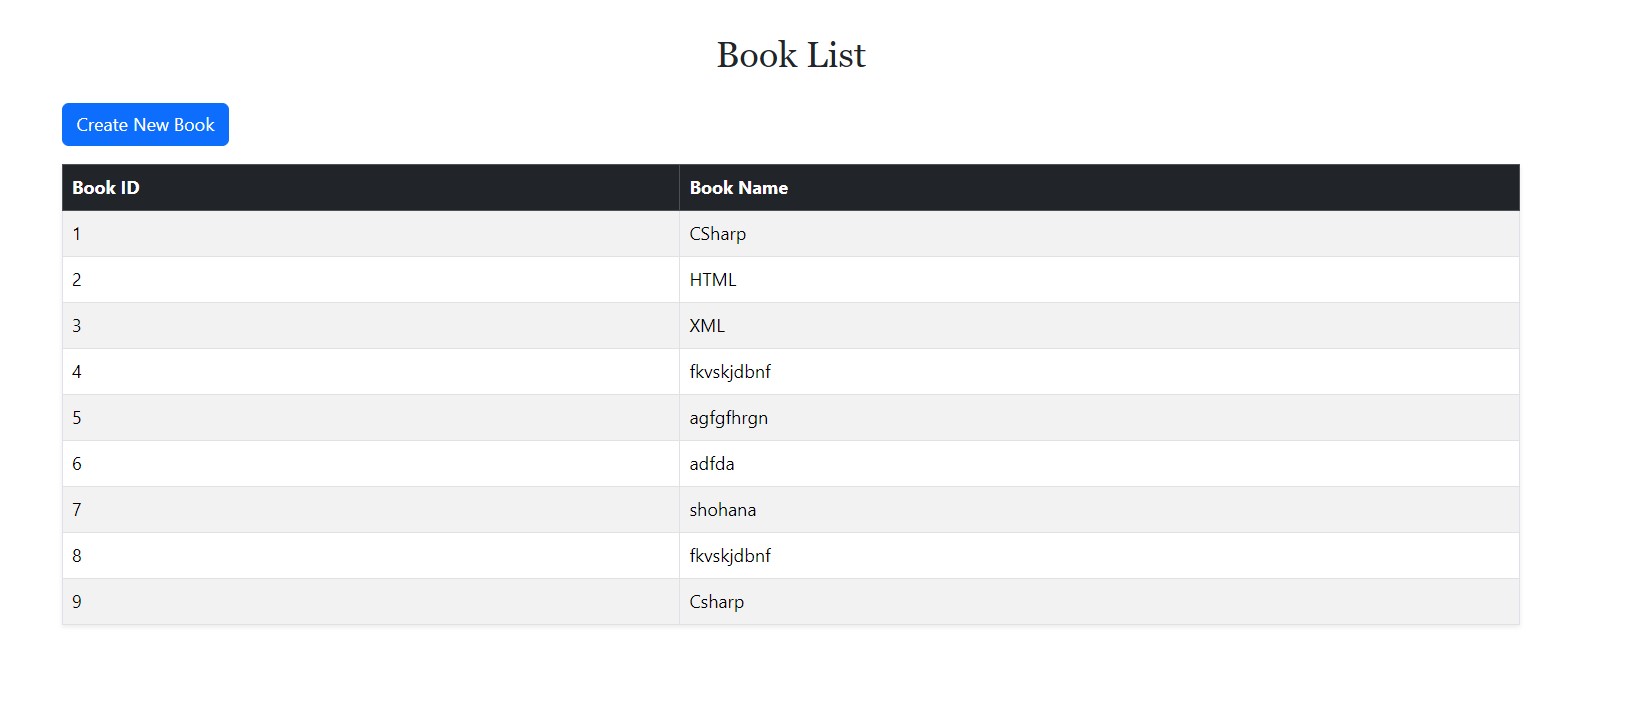 Book List
Create New Book
Book ID Book Name
1 CSharp
2 HTML
3 XML
4 fkvskjdbnf
5 agfgfhrgn
6 adfda
7 shohana
8 fkvskjdbnf
9 Csharp